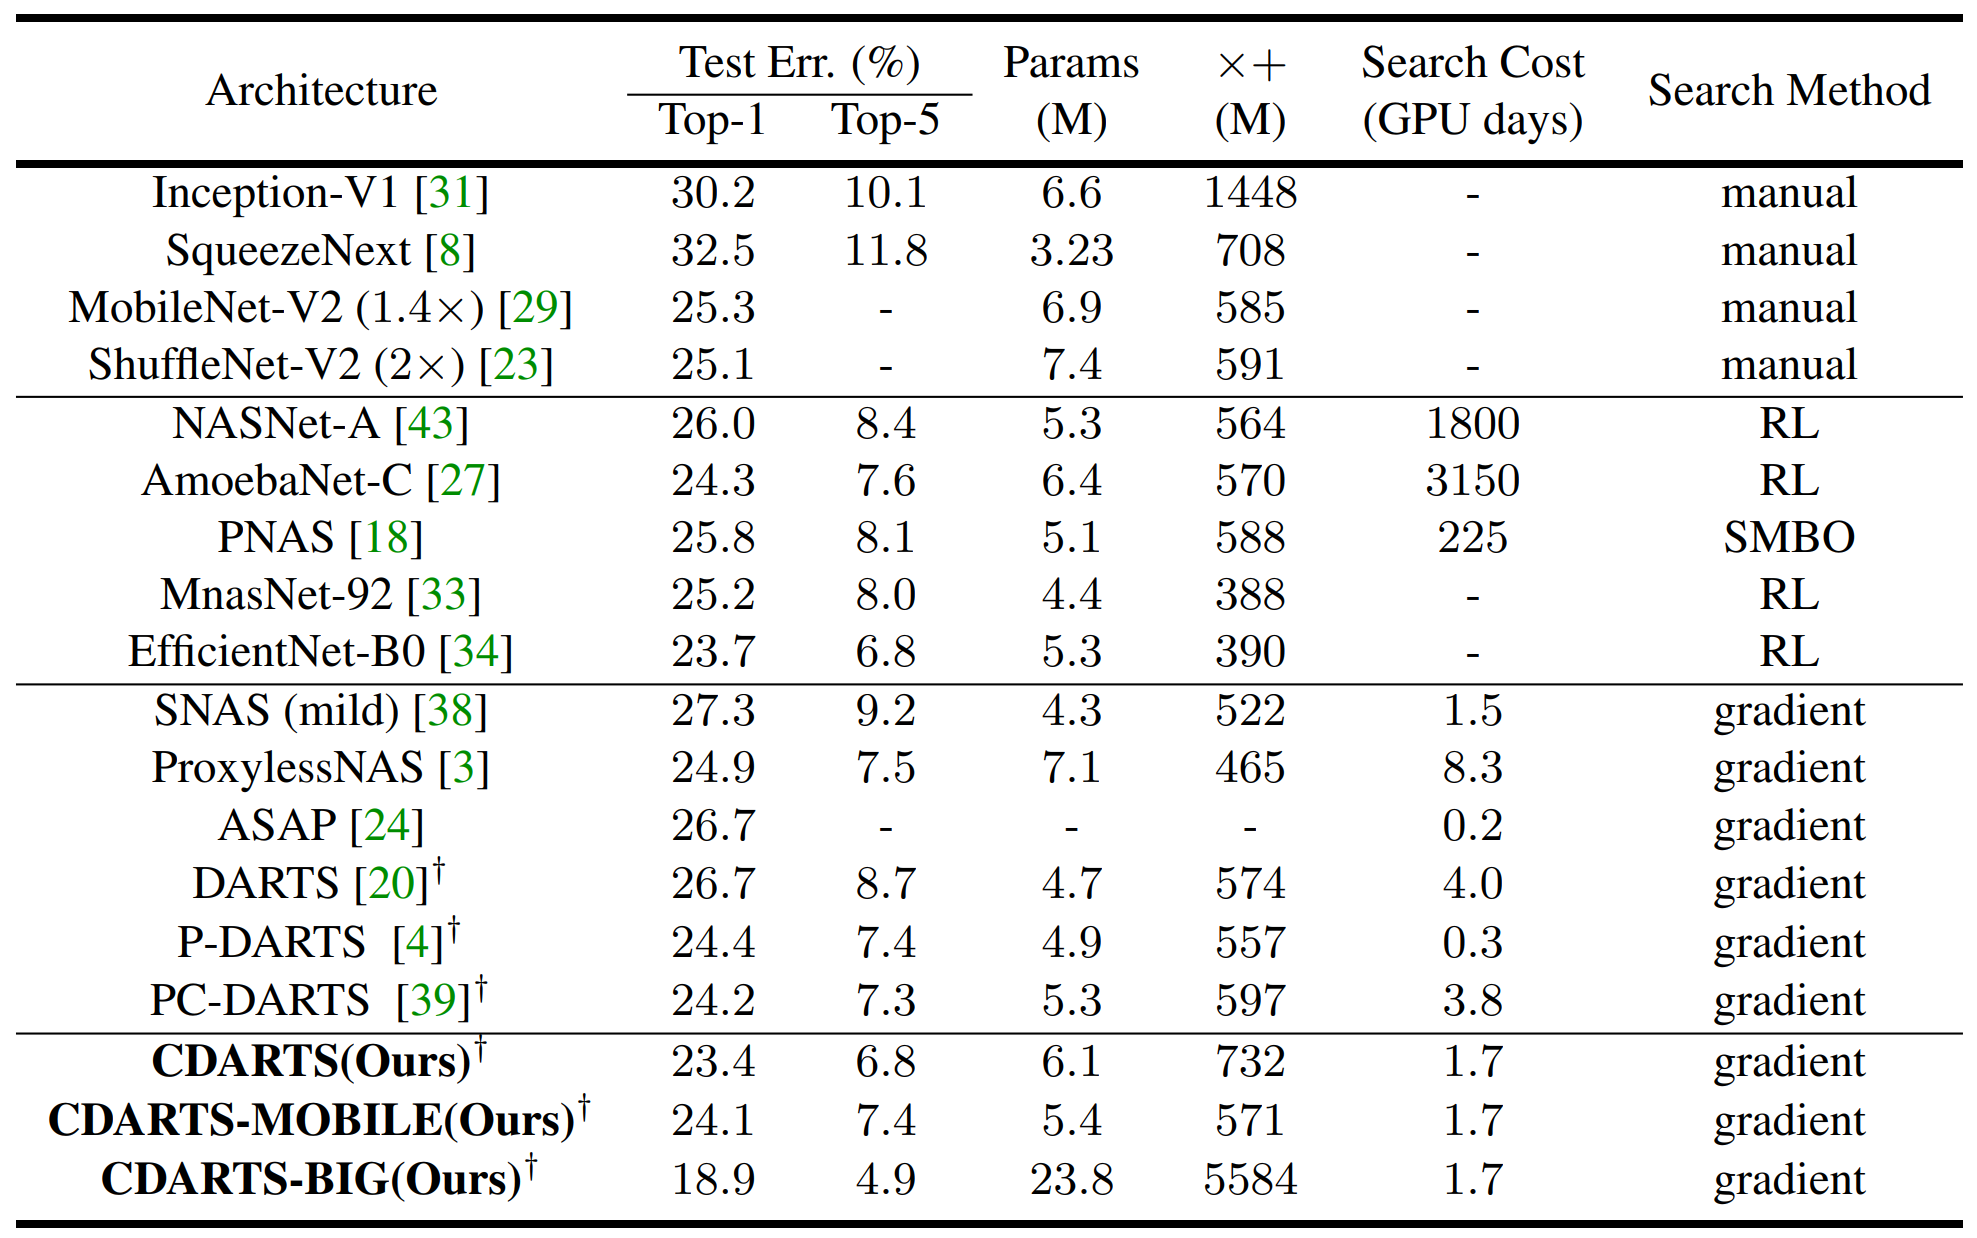 Architecture Test Err. (%) Params ×+ Search Cost Search Method
Top-1 Top-5 (M) (M) (GPU days)
Inception-V1 [31] 30.2 10.1 6.6 1448 - manual
SqueezeNext [8] 32.5 11.8 3.23 708 - manual
MobileNet-V2 (1.4×) [29] 25.3 - 6.9 585 - manual
ShuffleNet-V2 (2×) [23] 25.1 - 7.4 591 - manual
NASNet-A [43] 26.0 8.4 5.3 564 1800 RL
AmoebaNet-C [27] 24.3 7.6 6.4 570 3150 RL
PNAS [18] 25.8 8.1 5.1 588 225 SMBO
MnasNet-92 [33] 25.2 8.0 4.4 388 - RL
EfficientNet-B0 [34] 23.7 6.8 5.3 390 - RL
SNAS (mild) [38] 27.3 9.2 4.3 522 1.5 gradient
ProxylessNAS [3] 24.9 7.5 7.1 465 8.3 gradient
ASAP [24] 26.7 - - - 0.2 gradient
DARTS [20]† 26.7 8.7 4.7 574 4.0 gradient
P-DARTS [4]† 24.4 7.4 4.9 557 0.3 gradient
PC-DARTS [39]† 24.2 7.3 5.3 597 3.8 gradient
CDARTS(Ours)† 23.4 6.8 6.1 732 1.7 gradient
CDARTS-MOBILE(Ours)† 24.1 7.4 5.4 571 1.7 gradient
CDARTS-BIG(Ours)† 18.9 4.9 23.8 5584 1.7 gradient